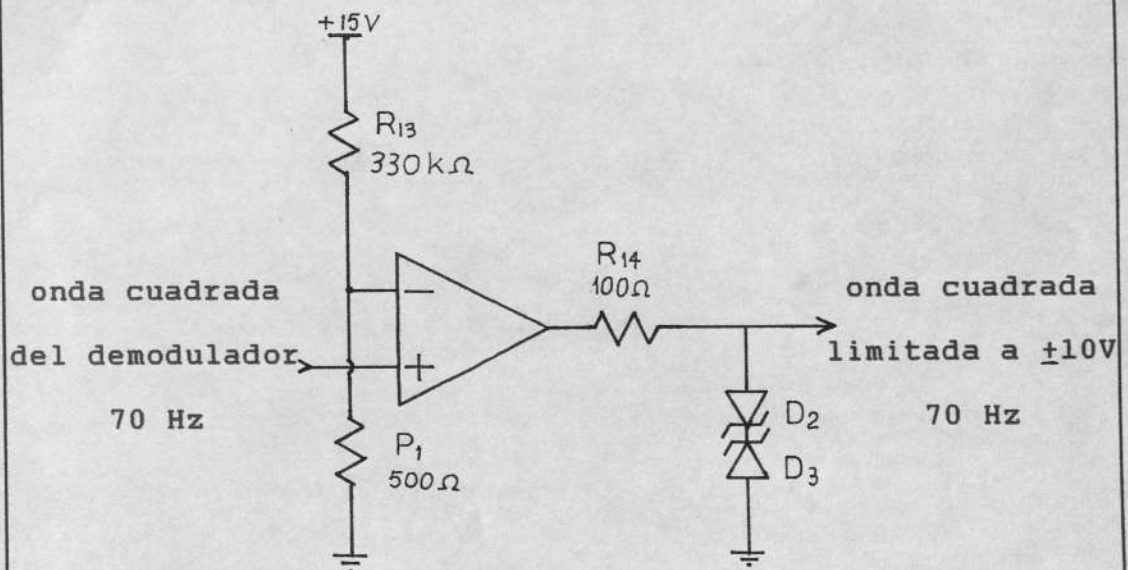 +15V
R13
330kΩ
R14
100Ω
onda cuadrada
del demodulador
70 Hz
−
+
onda cuadrada
limitada a ±10V
70 Hz
P1
500Ω
D2
D3